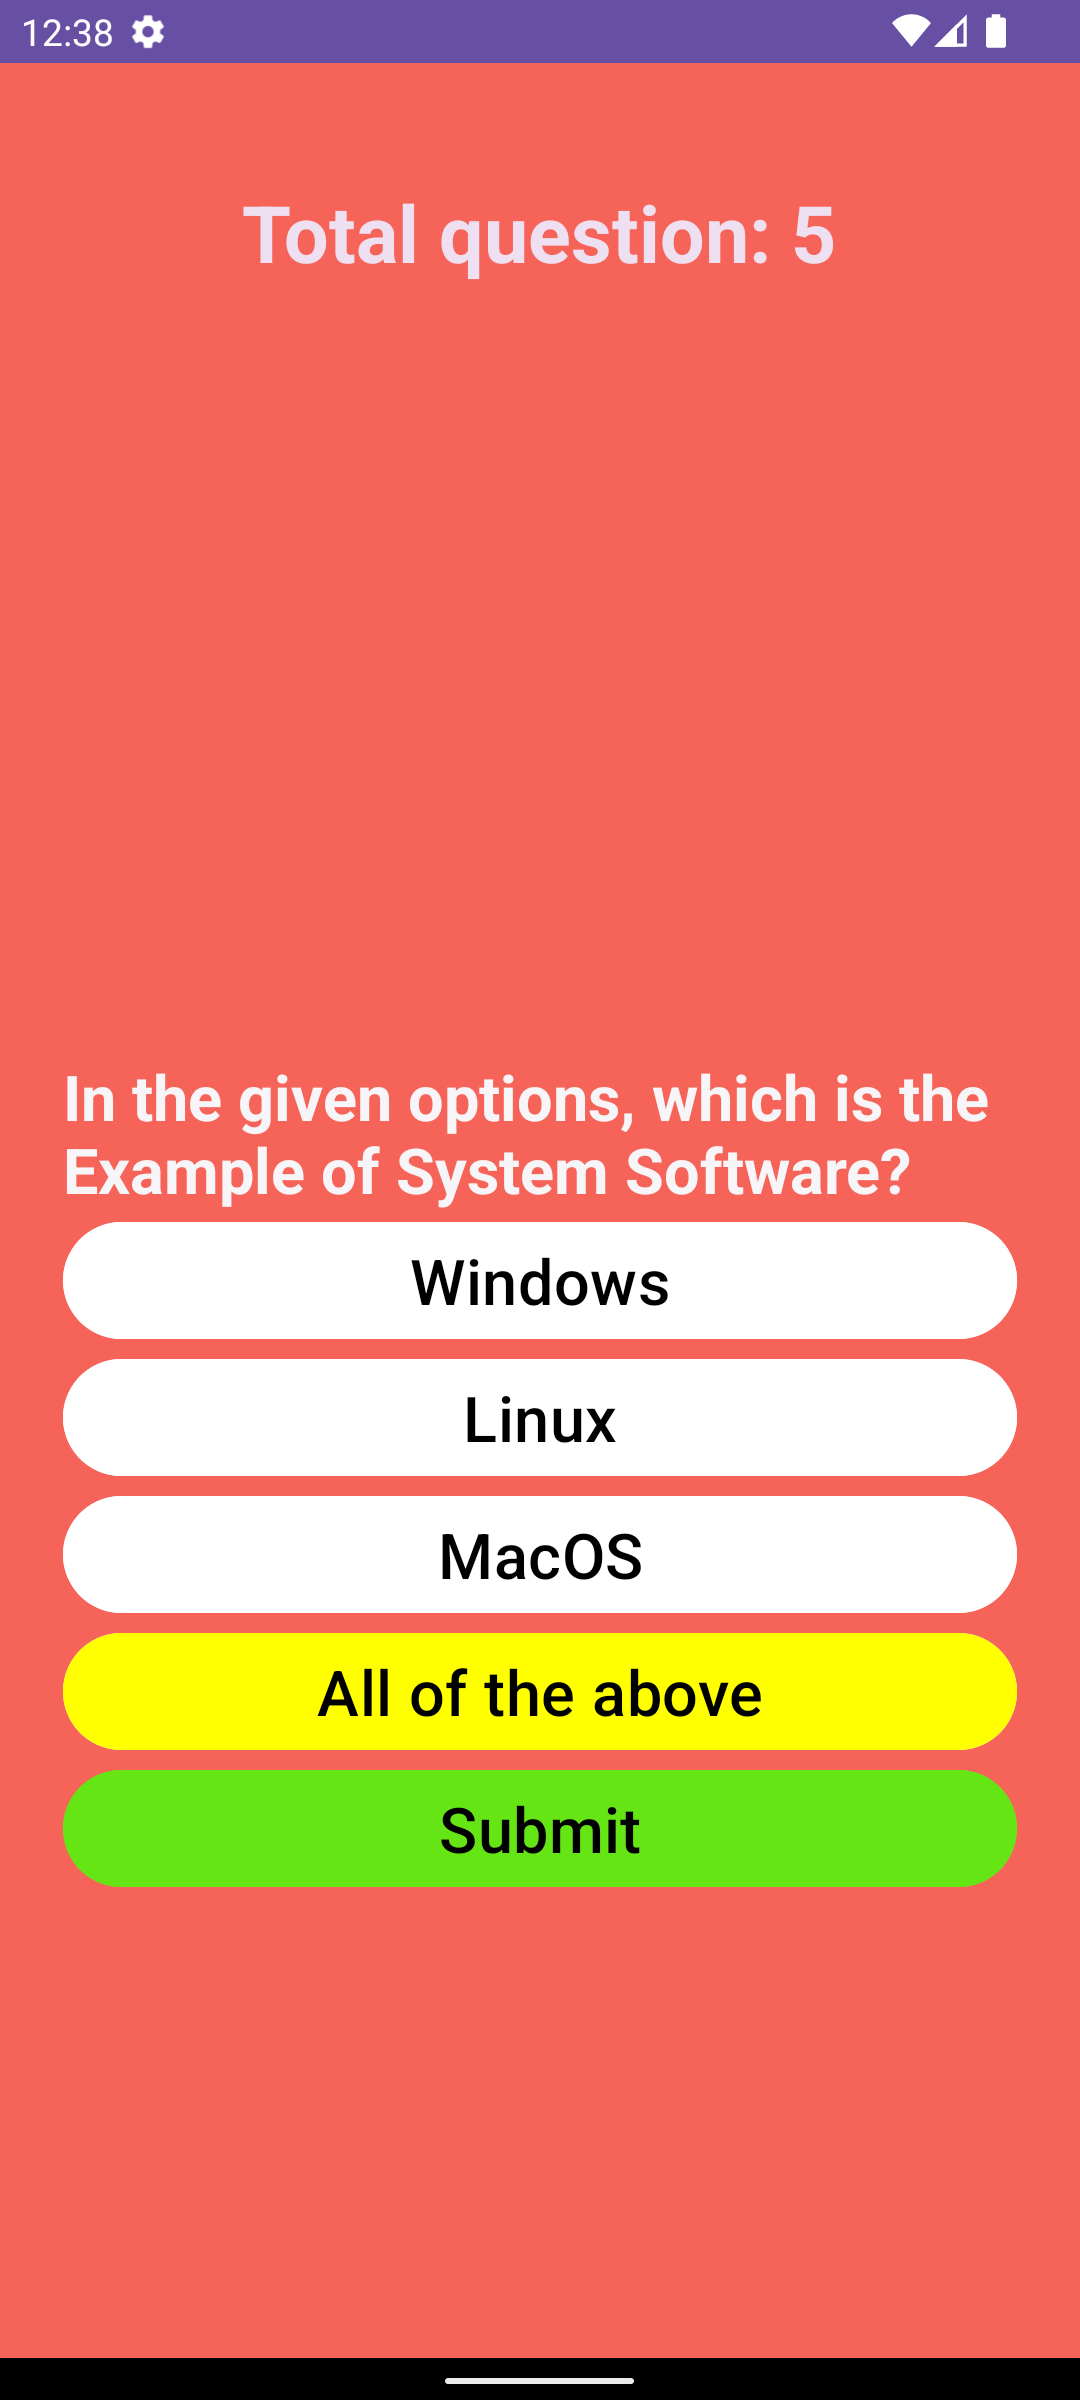 12:38
Total question: 5
In the given options, which is the
Example of System Software?
Windows
Linux
MacOS
All of the above
Submit